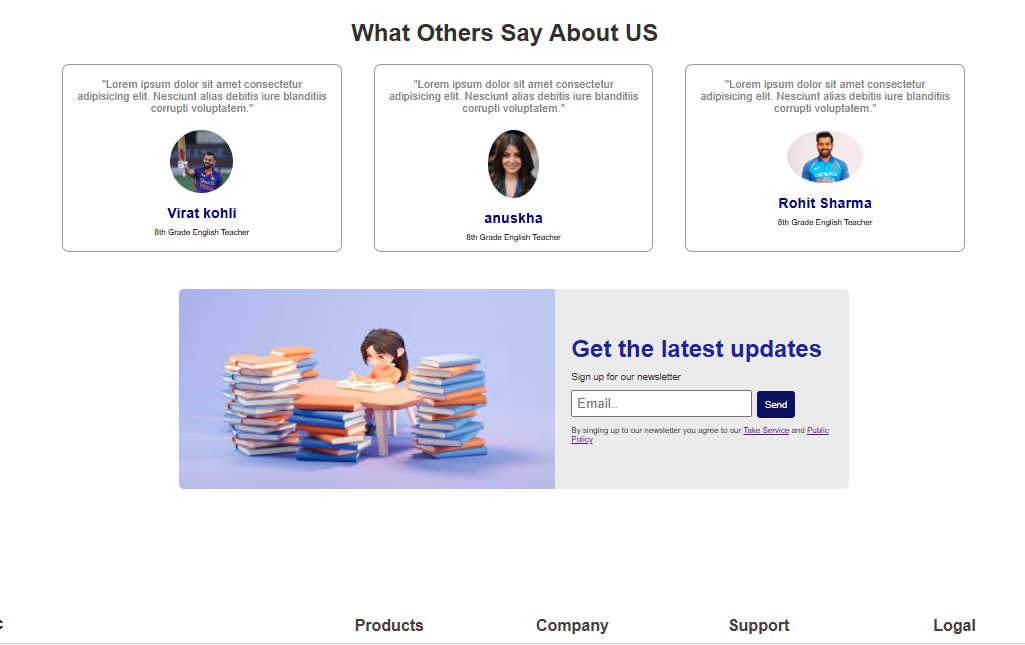 What Others Say About US
"Lorem ipsum dolor sit amet consectetur
adipisicing elit. Nesciunt alias debitis iure blanditiis
corrupti voluptatem."
Virat kohli
8th Grade English Teacher
"Lorem ipsum dolor sit amet consectetur
adipisicing elit. Nesciunt alias debitis iure blanditiis
corrupti voluptatem."
anuskha
8th Grade English Teacher
"Lorem ipsum dolor sit amet consectetur
adipisicing elit. Nesciunt alias debitis iure blanditiis
corrupti voluptatem."
oppo
Rohit Sharma
8th Grade English Teacher
Get the latest updates
Sign up for our newsletter
Email..
Send
By singing up to our newsletter you agree to our Take Service and Public
Policy
Products
Company
Support
Logal